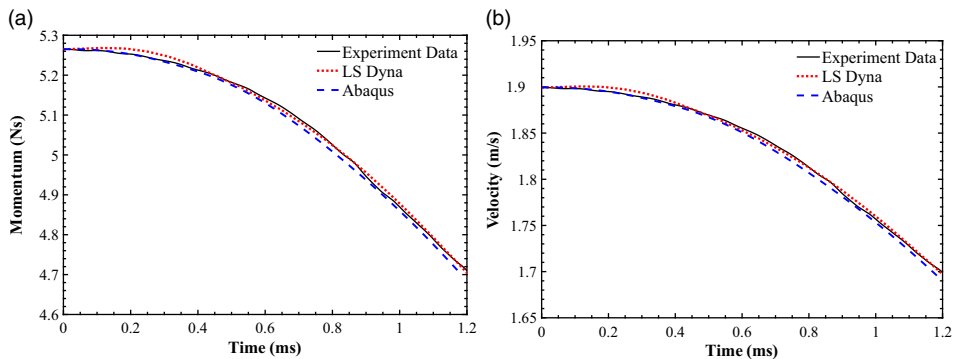 (a)
5.3
5.2
5.1
5
4.9
4.8
4.7
4.6
Momentum (Ns)
0 0.2 0.4 0.6 0.8 1 1.2
Time (ms)
Experiment Data
LS Dyna
Abaqus
(b)
1.95
1.9
1.85
1.8
1.75
1.7
1.65
Velocity (m/s)
0 0.2 0.4 0.6 0.8 1 1.2
Time (ms)
Experiment Data
LS Dyna
Abaqus